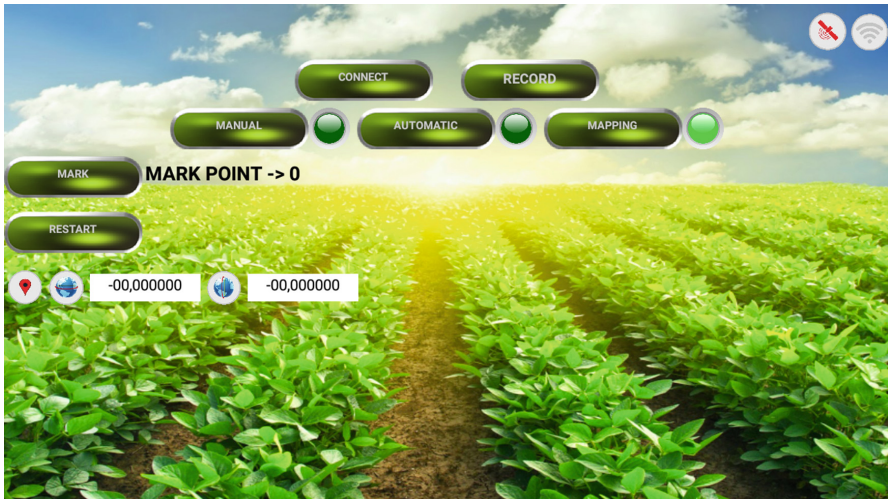 CONNECT RECORD
MANUAL AUTOMATIC MAPPING
MARK MARK POINT -> 0
RESTART
-00,000000 -00,000000